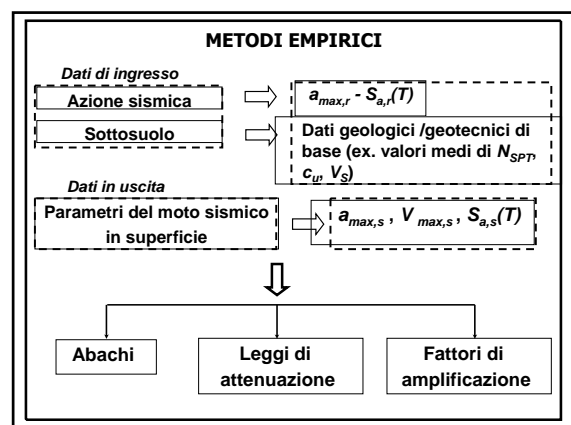 METODI EMPIRICI
Dati di ingresso
Azione sismica
a_max,r - S_a,r(T)
Sottosuolo
Dati geologici /geotecnici di
base (ex. valori medi di N_SPT,
c_u, V_S)
Dati in uscita
Parametri del moto sismico
in superficie
a_max,s , V_max,s , S_a,s(T)
Abachi
Leggi di
attenuazione
Fattori di
amplificazione